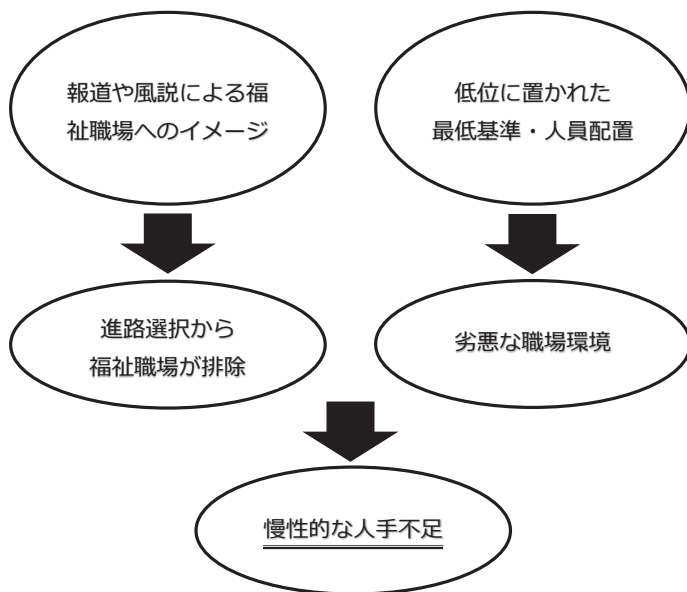 報道や風説による福
祉職場へのイメージ
低位に置かれた
最低基準・人員配置
進路選択から
福祉職場が排除
劣悪な職場環境
慢性的な人手不足